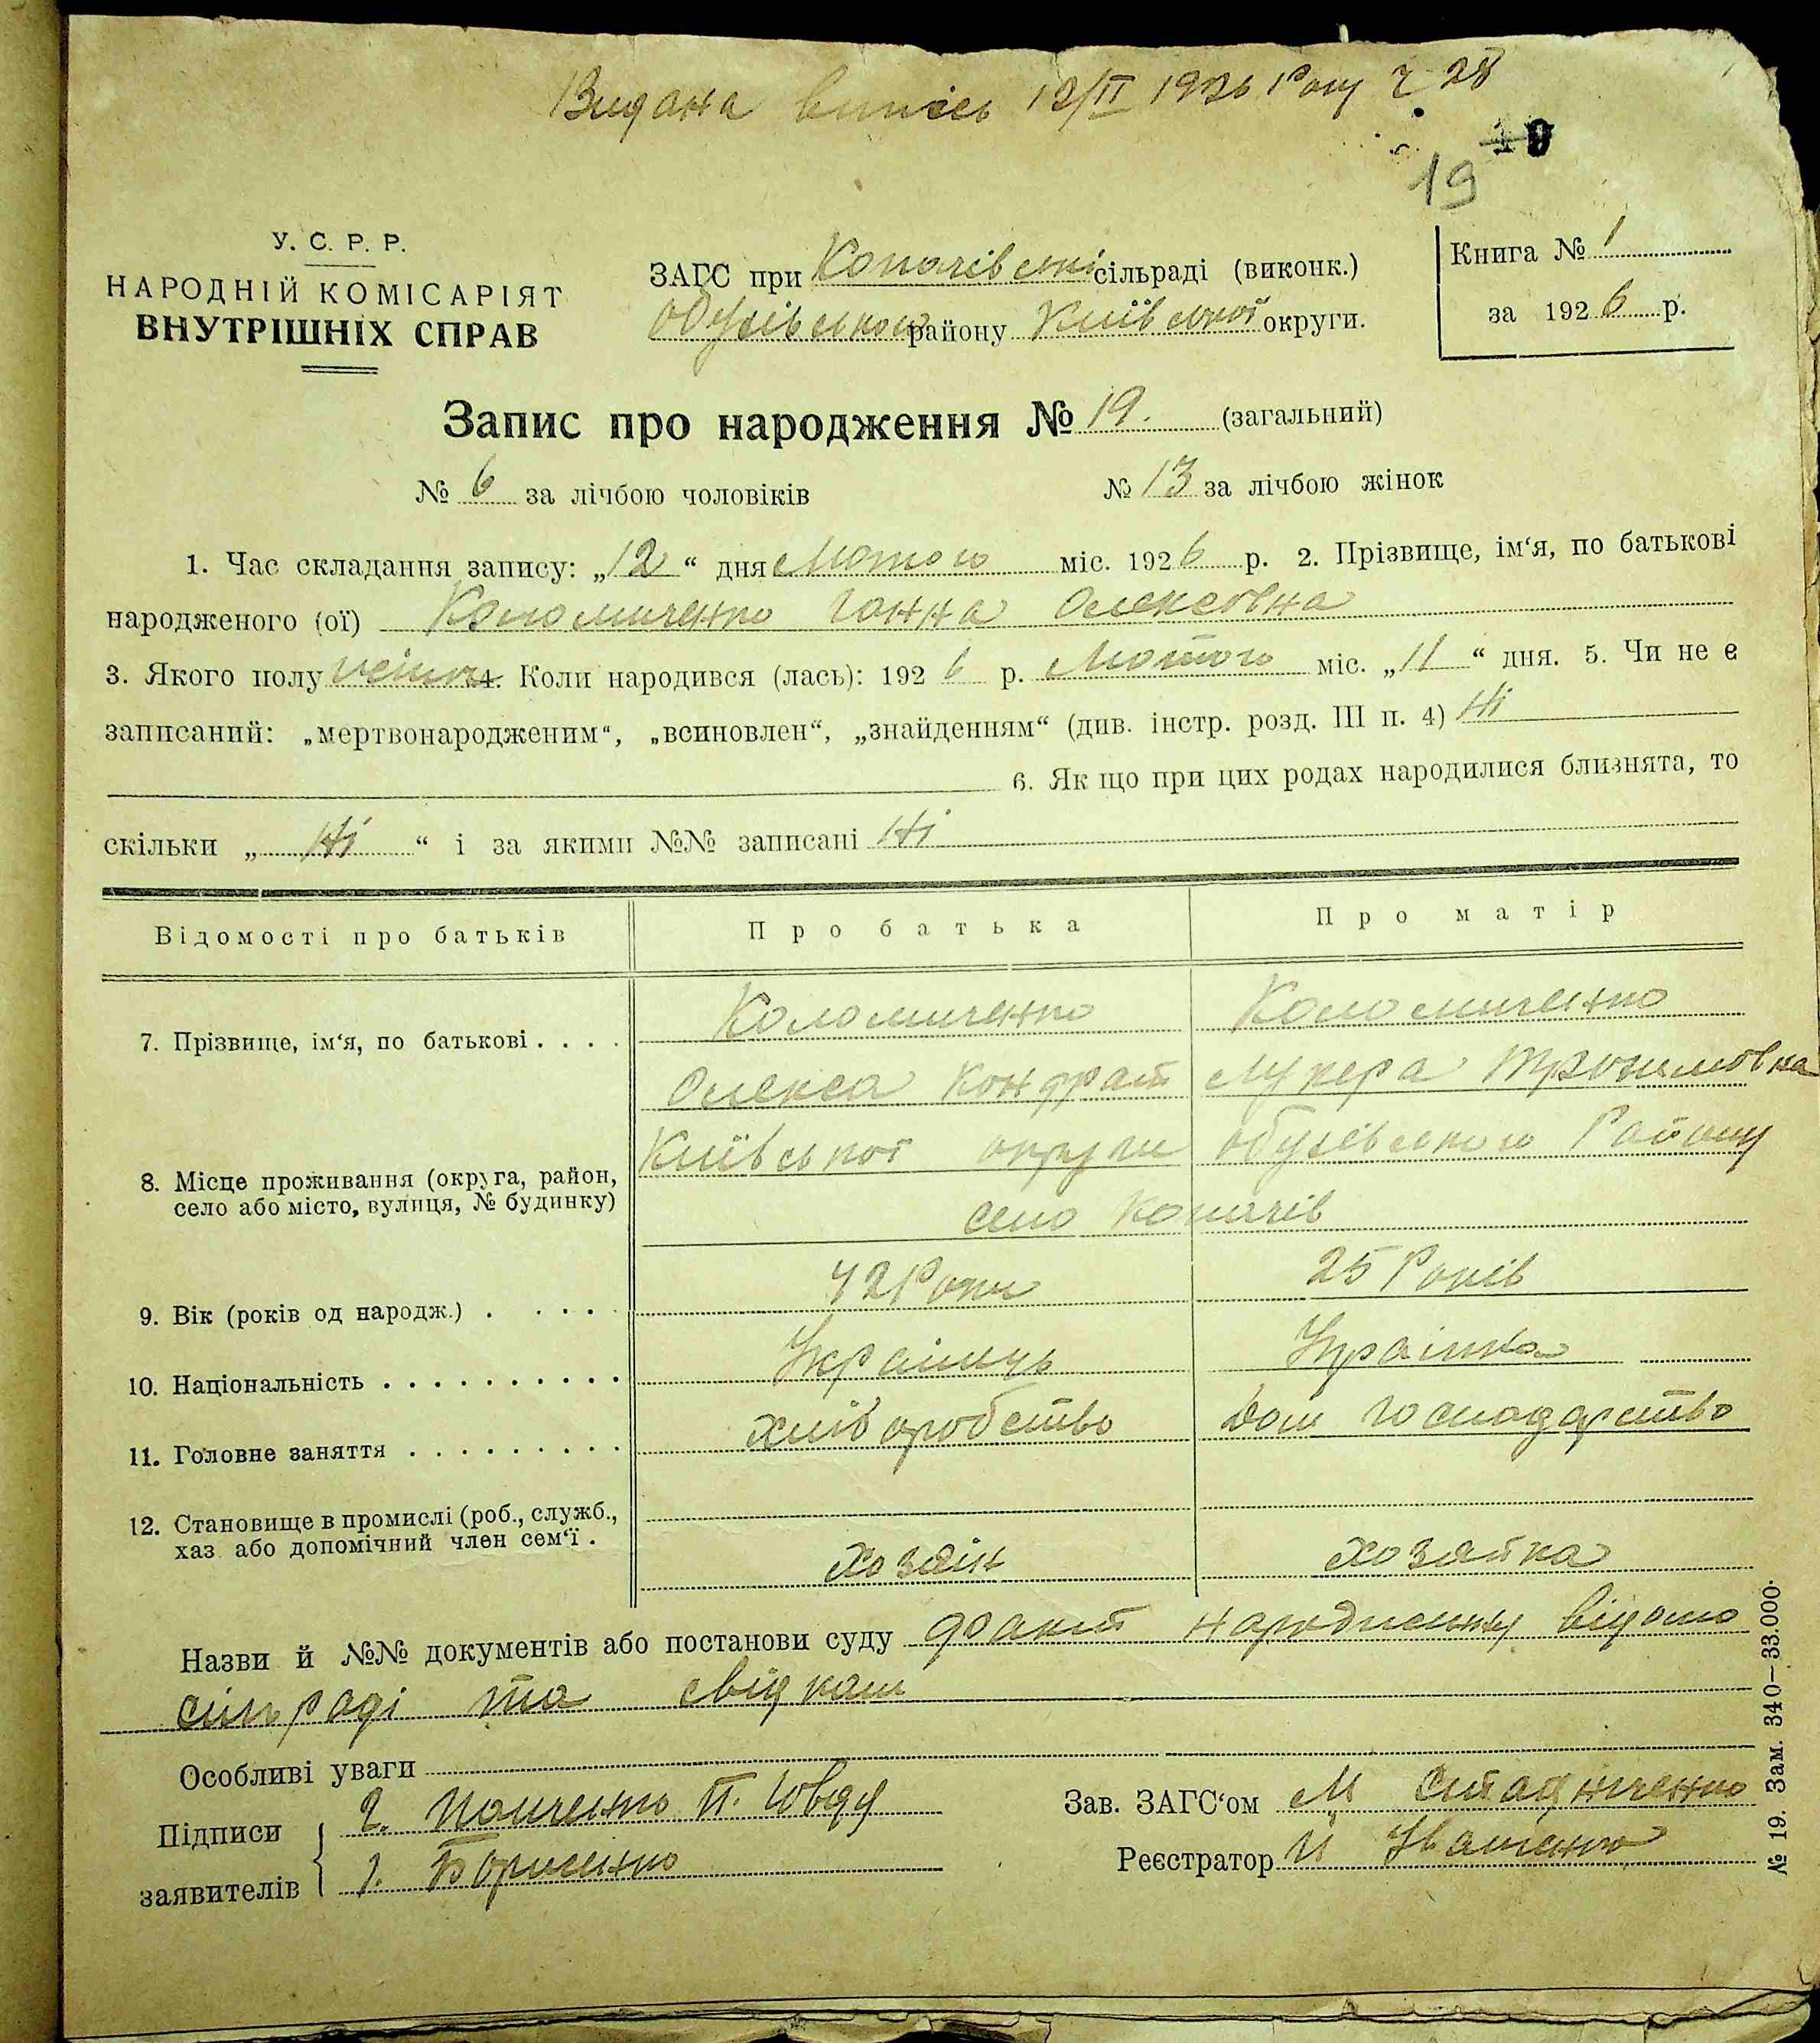 Видана випись 12/II 1926 Року Ч 28
19
19
У. С. Р. Р.
НАРОДНІЙ КОМІСАРІЯТ
ВНУТРІШНІХ СПРАВ
ЗАГС при Копачівській сільраді (виконк.)
Обухівського району Київської округи.
Книга № 1
за 1926 р.
Запис про народження № 19. (загальний)
№ 6 за лічбою чоловіків № 13 за лічбою жінок
1. Час складання запису: „12“ дня Лютого міс. 1926 р. 2. Прізвище, ім‘я, по батькові
народженого (ої) Коломиченко Ганна Олексовна
3. Якого полу жіноч 4. Коли народився (лась): 1926 р. Лютого міс. „11“ дня. 5. Чи не є
записаний: „мертвонародженим“, „всиновлен“, „знайденням“ (див. інстр. розд. III п. 4) Ні
6. Як що при цих родах народилися близнята, то
скільки „Ні“ і за якими №№ записані Ні
Відомості про батьків Про батька Про матір
7. Прізвище, ім‘я, по батькові . . . . Коломиченко Коломиченко
Олекса Кондрат Лукера Трохимовна
8. Місце проживання (округа, район, село або місто, вулиця, № будинку) Київської округи Обухівського Району
село Копачів
9. Вік (років од народж.) . . . . 42 Роки 25 Років
10. Національність . . . . . . . . . . Українць Українка
11. Головне заняття . . . . . . . . . хліборобство Дом господарство
12. Становище в промислі (роб., служб.,
хаз або допомічний член сем‘ї . Хозяін Хозяйка
Назви й №№ документів або постанови суду факт народженну відомо
сільраді та свідкам
Особливі уваги
Підписи заявителів
2. П.
1. Борисенко
Зав. ЗАГС‘ом М
Реєстратор Іващенко
№ 19. Зам. 340—33.000.